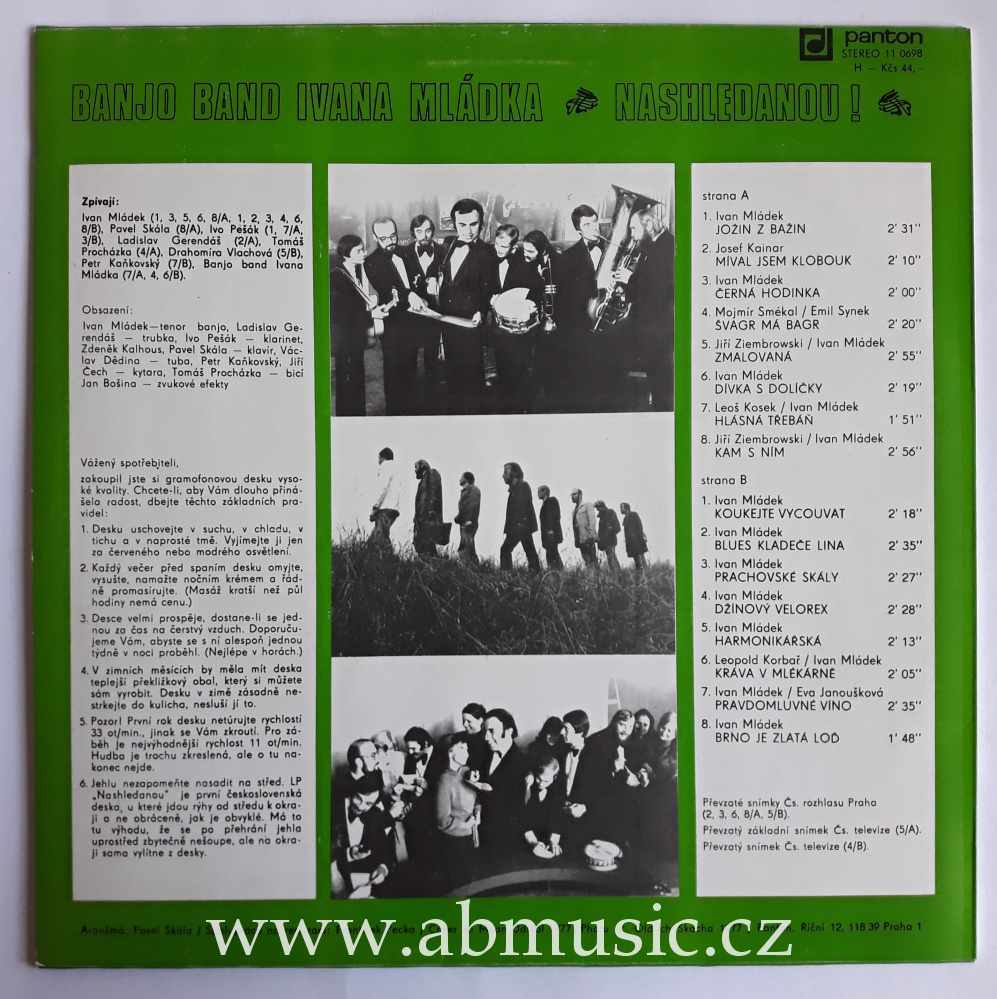 panton
STEREO 11 0698
H – Kčs 44,–
BANJO BAND IVANA MLÁDKA NASHLEDANOU!
Zpívají:
Ivan Mládek (1, 3, 5, 6, 8/A, 1, 2, 3, 4, 6,
8/B), Pavel Skála (8/A), Ivo Pešák (1, 7/A,
3/B), Ladislav Gerendáš (2/A), Tomáš
Procházka (4/A), Drahomíra Vlachová (5/B),
Petr Kaňkovský (7/B), Banjo band Ivana
Mládka (7/A, 4, 6/B).
Obsazení:
Ivan Mládek — tenor banjo, Ladislav Ge-
rendáš — trubka, Ivo Pešák — klarinet,
Zdeněk Kalhous, Pavel Skála — klavír, Vác-
lav Dědina — tuba, Petr Kaňkovský, Jiří
Čech — kytara, Tomáš Procházka — bicí
Jan Bošina — zvukové efekty
Vážený spotřebiteli,
zakoupil jste si gramofonovou desku vyso-
ké kvality. Chcete-li, aby Vám dlouho přiná-
šela radost, dbejte těchto základních pra-
videl:
1. Desku uschovejte v suchu, v chladu, v
tichu a v naprosté tmě. Vyjímejte ji jen
za červeného nebo modrého osvětlení.
2. Každý večer před spaním desku omyjte,
vysušte, namažte nočním krémem a řád-
ně promasírujte. (Masáž kratší než půl
hodiny nemá cenu.)
3. Desce velmi prospěje, dostane-li se jed-
nou za čas na čerstvý vzduch. Doporuču-
jeme Vám, abyste se s ní alespoň jednou
týdně v noci proběhl. (Nejlépe v horách.)
4. V zimních měsících by měla mít deska
teplejší překližkový obal, který si můžete
sám vyrobit. Desku v zimě zásadně ne-
strkejte do kulicha, nesluší jí to.
5. Pozor! První rok desku netúrujte rychlostí
33 ot/min., jinak se Vám zkroutí. Pro zá-
běh je nejvýhodnější rychlost 11 ot/min.
Hudba je trochu zkreslená, ale o tu na-
konec nejde.
6. Jehlu nezapomeňte nasadit na střed. LP
„Nashledanou" je první československá
deska, u které jdou rýhy od středu k okra-
ji a ne obráceně, jak je obvyklé. Má to
tu výhodu, že se po přehrání jehla
uprostřed zbytečně nešoupe, ale na okra-
ji sama vylítne z desky.
strana A
1. Ivan Mládek
JOŽIN Z BAŽIN 2' 31''
2. Josef Kainar
MÍVAL JSEM KLOBOUK 2' 10''
3. Ivan Mládek
ČERNÁ HODINKA 2' 00''
4. Mojmír Smékal / Emil Synek
ŠVAGR MÁ BAGR 2' 20''
5. Jiří Ziembrowski / Ivan Mládek
ZMALOVANÁ 2' 55''
6. Ivan Mládek
DÍVKA S DOLÍČKY 2' 19''
7. Leoš Kosek / Ivan Mládek
HLÁSNÁ TŘEBÁŇ 1' 51''
8. Jiří Ziembrowski / Ivan Mládek
KAM S NÍM 2' 56''
strana B
1. Ivan Mládek
KOUKEJTE VYCOUVAT 2' 18''
2. Ivan Mládek
BLUES KLADEČE LINA 2' 35''
3. Ivan Mládek
PRACHOVSKÉ SKÁLY 2' 27''
4. Ivan Mládek
DŽÍNOVÝ VELOREX 2' 28''
5. Ivan Mládek
HARMONIKÁŘSKÁ 2' 13''
6. Leopold Korbař / Ivan Mládek
KRÁVA V MLÉKÁRNĚ 2' 05''
7. Ivan Mládek / Eva Janoušková
PRAVDOMLUVNÉ VÍNO 2' 35''
8. Ivan Mládek
BRNO JE ZLATÁ LOĎ 1' 48''
Převzaté snímky Čs. rozhlasu Praha
(2, 3, 6, 8/A, 5/B).
Převzatý základní snímek Čs. televize (5/A).
Převzatý snímek Čs. televize (4/B).
Pavel Skála / Panton, Říční 12, 118 39 Praha 1
www.abmusic.cz